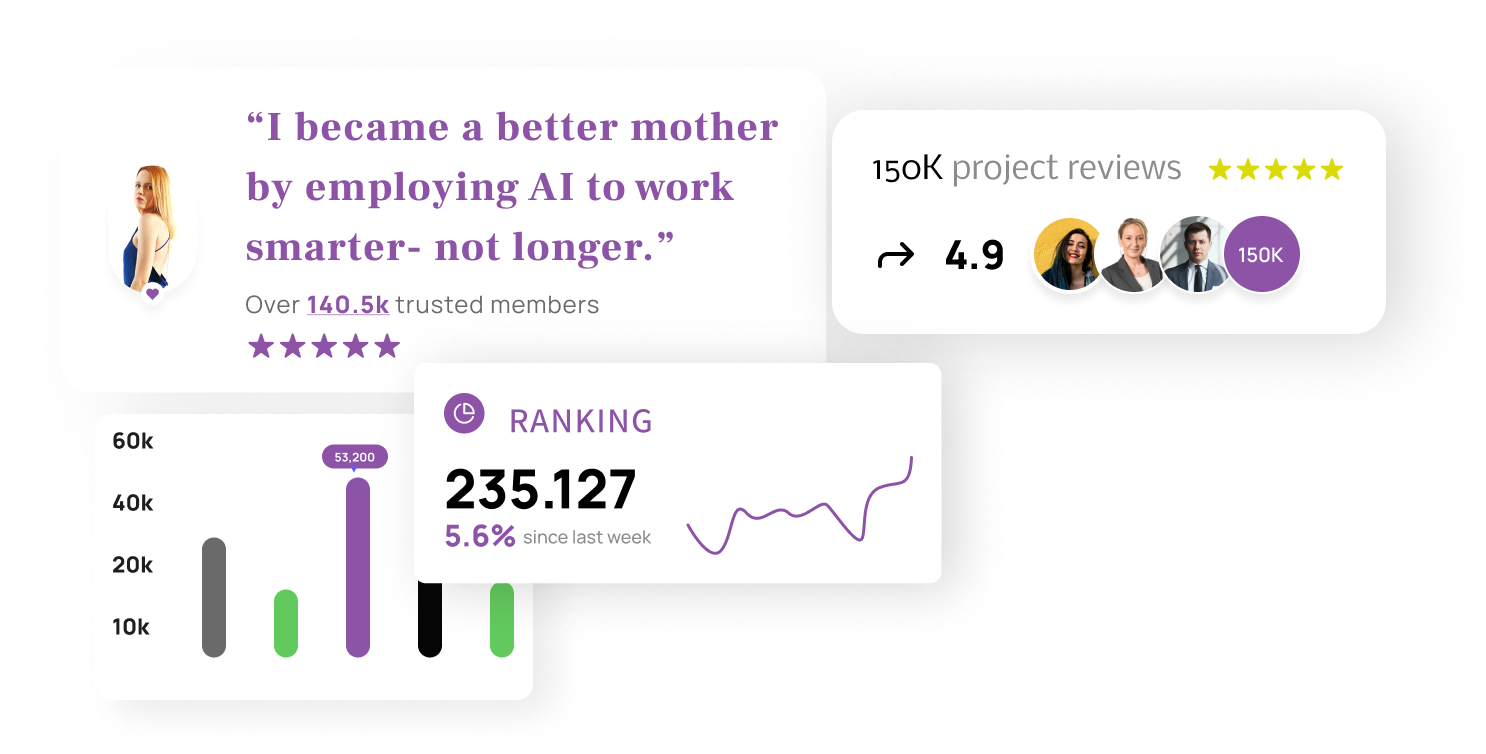 “I became a better mother
by employing AI to work
smarter- not longer.”
Over 140.5k trusted members
150K project reviews
4.9
150K
RANKING
235.127
5.6% since last week
60k
53,200
40k
20k
10k